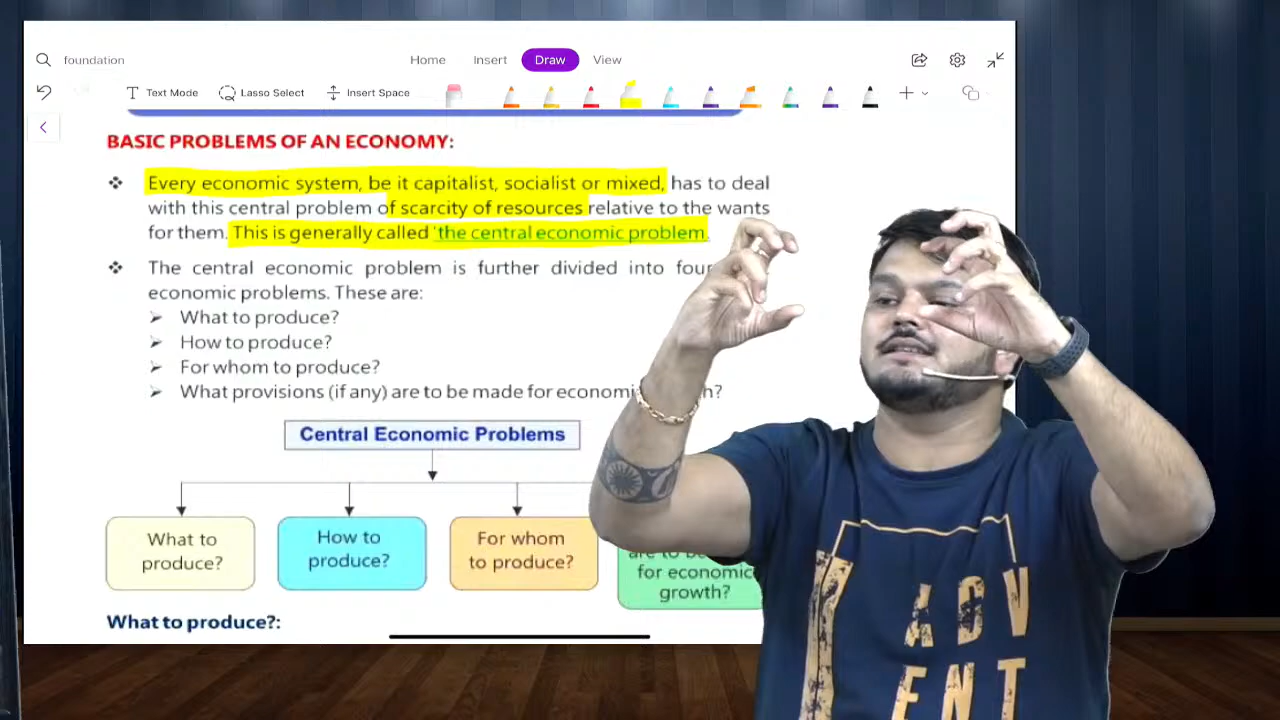 foundation
Home Insert Draw View
Text Mode Lasso Select Insert Space
BASIC PROBLEMS OF AN ECONOMY:
❖ Every economic system, be it capitalist, socialist or mixed, has to deal
with this central problem of scarcity of resources relative to the wants
for them. This is generally called 'the central economic problem.
❖ The central economic problem is further divided into four
economic problems. These are:
➢ What to produce?
➢ How to produce?
➢ For whom to produce?
➢ What provisions (if any) are to be made for
Central Economic Problems
What to
produce?
How to
produce?
For whom
to produce?
are to
for economic
growth?
What to produce?:
ADV
ENT